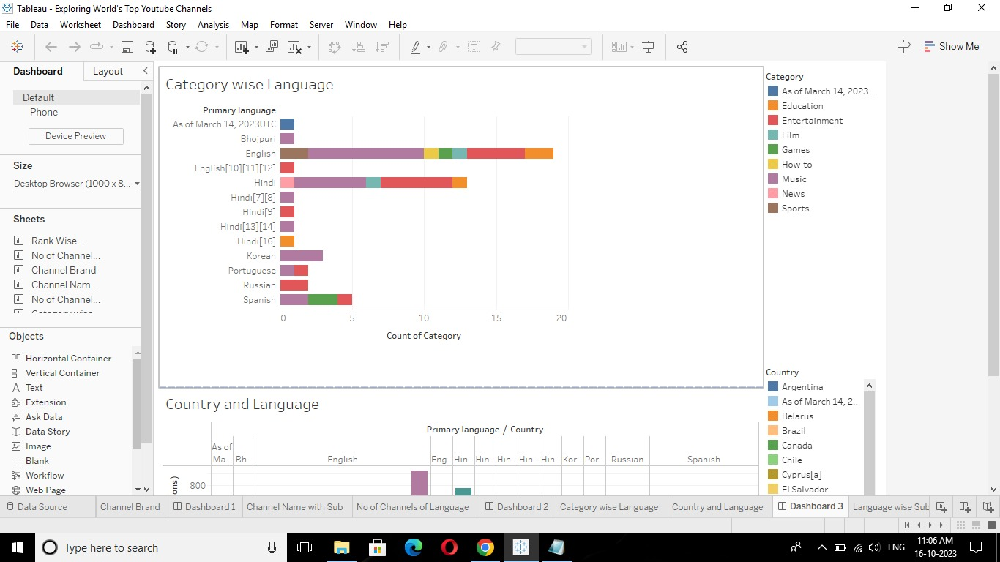 Tableau - Exploring World's Top Youtube Channels
File Data Worksheet Dashboard Story Analysis Map Format Server Window Help
Show Me
Dashboard Layout
Default
Phone
Device Preview
Size
Desktop Browser (1000 x 8...
Sheets
Rank Wise ...
No of Channel...
Channel Brand
Channel Nam...
No of Channel...
Objects
Horizontal Container
Vertical Container
Text
Extension
Ask Data
Data Story
Image
Blank
Workflow
Web Page
Category wise Language
Primary language
As of March 14, 2023UTC
Bhojpuri
English
English[10][11][12]
Hindi
Hindi[7][8]
Hindi[9]
Hindi[13][14]
Hindi[16]
Korean
Portuguese
Russian
Spanish
0 5 10 15 20
Count of Category
Category
As of March 14, 2023..
Education
Entertainment
Film
Games
How-to
Music
News
Sports
Country and Language
Primary language / Country
As of
Ma.. Bh.. English Eng.. Hin.. Hin.. Hin.. Hin.. Hin.. Kor.. Por.. Russian Spanish
800
Country
Argentina
As of March 14, 2..
Belarus
Brazil
Canada
Chile
Cyprus[a]
El Salvador
Data Source Channel Brand Dashboard 1 Channel Name with Sub No of Channels of Language Dashboard 2 Category wise Language Country and Language Dashboard 3 Language wise Sub
Type here to search
ENG
11:06 AM
16-10-2023